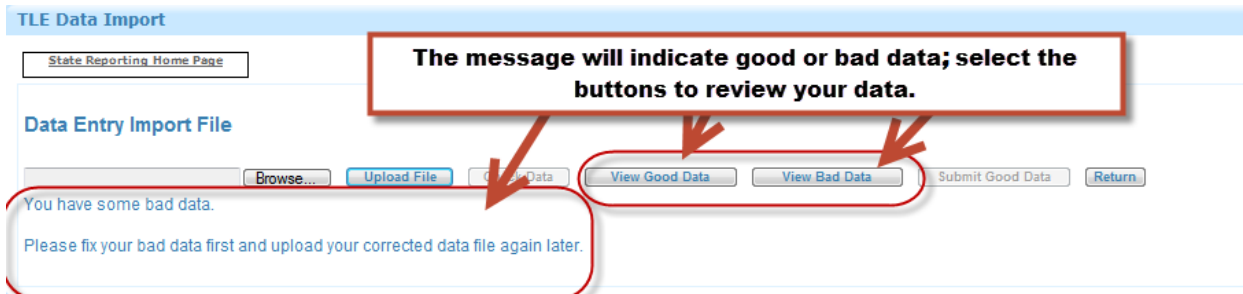 TLE Data Import
State Reporting Home Page
The message will indicate good or bad data; select the
buttons to review your data.
Data Entry Import File
Browse... Upload File Data View Good Data View Bad Data Submit Good Data Return
You have some bad data.
Please fix your bad data first and upload your corrected data file again later.